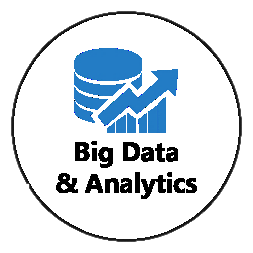 Big Data
& Analytics